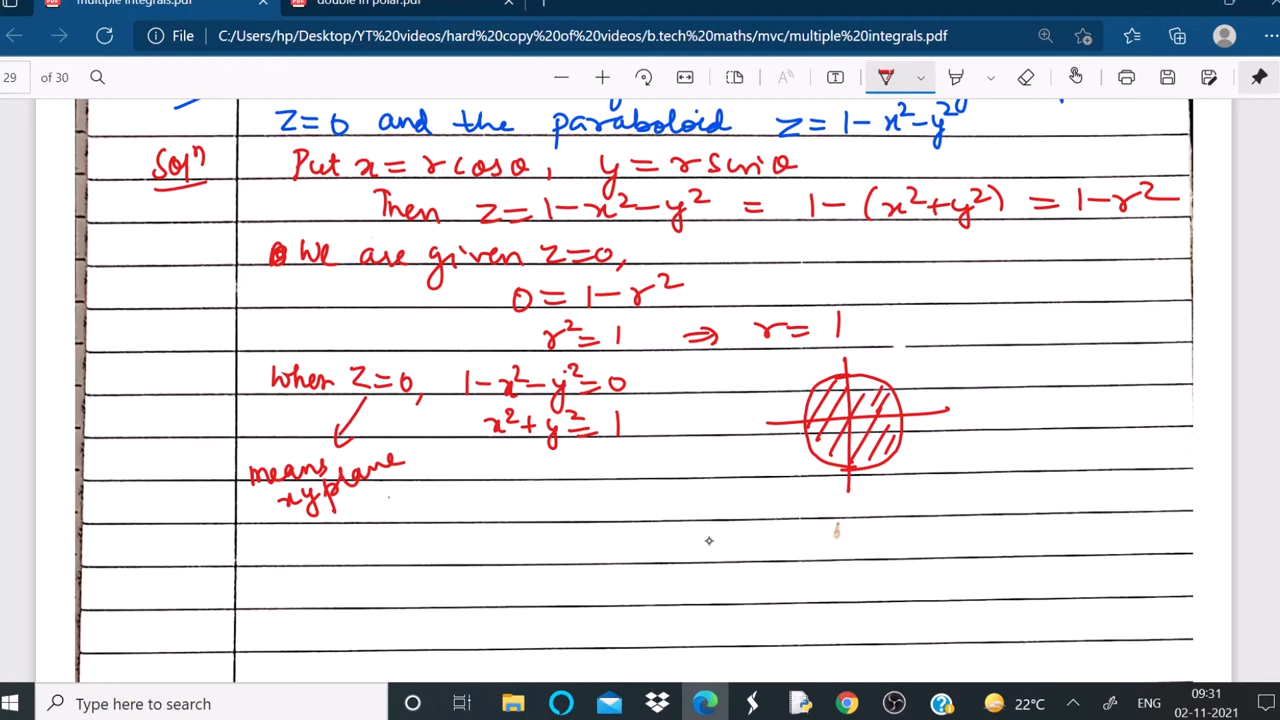 multiple integrals.pdf
double in polar.pdf
File C:/Users/hp/Desktop/YT%20videos/hard%20copy%20of%20videos/b.tech%20maths/mvc/multiple%20integrals.pdf
29 of 30
Z=0 and the paraboloid z=1-x²-y²
Solⁿ Put x=rcosθ, y=rsinθ
Then z=1-x²-y² = 1-(x²+y²) = 1-r²
We are given z=0,
0=1-r²
r²=1 ⇒ r=1
When Z=0, 1-x²-y²=0
x²+y²=1
means
xy plane
Type here to search
22°C ENG 09:31
02-11-2021